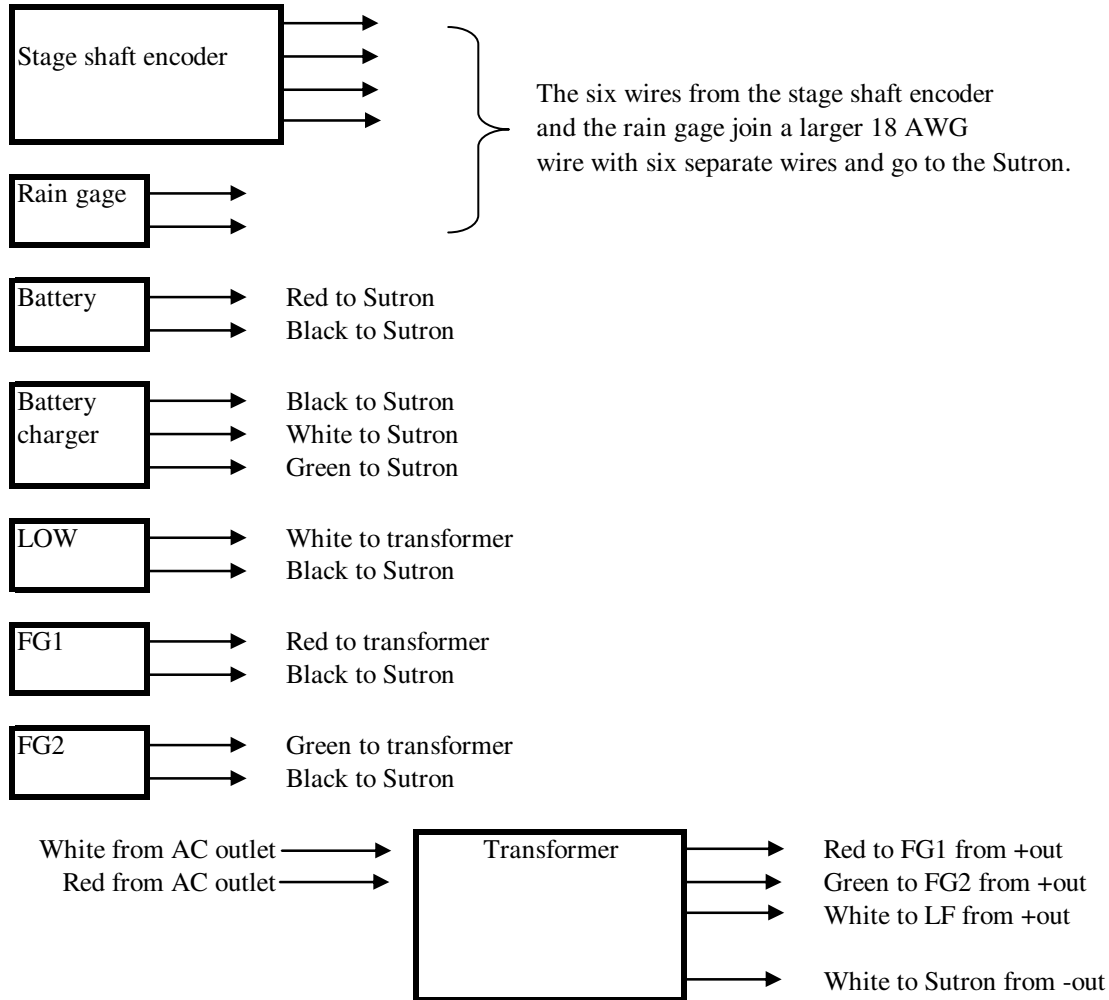 Stage shaft encoder
The six wires from the stage shaft encoder
and the rain gage join a larger 18 AWG
wire with six separate wires and go to the Sutron.
Rain gage
Battery
Red to Sutron
Black to Sutron
Battery
charger
Black to Sutron
White to Sutron
Green to Sutron
LOW
White to transformer
Black to Sutron
FG1
Red to transformer
Black to Sutron
FG2
Green to transformer
Black to Sutron
White from AC outlet
Red from AC outlet
Transformer
Red to FG1 from +out
Green to FG2 from +out
White to LF from +out
White to Sutron from -out